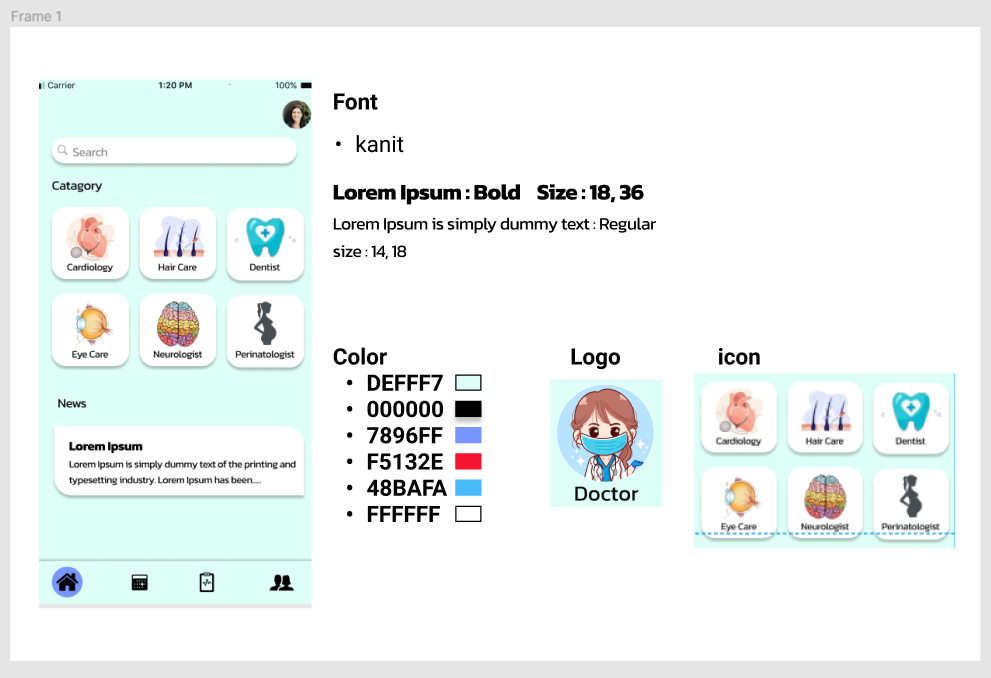 Frame 1
Carrier
1:20 PM
100%
Search
Catagory
Cardiology
Hair Care
Dentist
Eye Care
Neurologist
Perinatologist
News
Lorem Ipsum
Lorem Ipsum is simply dummy text of the printing and
typesetting industry. Lorem Ipsum has been....
Font
• kanit
Lorem Ipsum : Bold Size : 18, 36
Lorem Ipsum is simply dummy text : Regular
size : 14, 18
Color
• DEFFF7
• 000000
• 7896FF
• F5132E
• 48BAFA
• FFFFFF
Logo
Doctor
icon
Cardiology
Hair Care
Dentist
Eye Care
Neurologist
Perinatologist